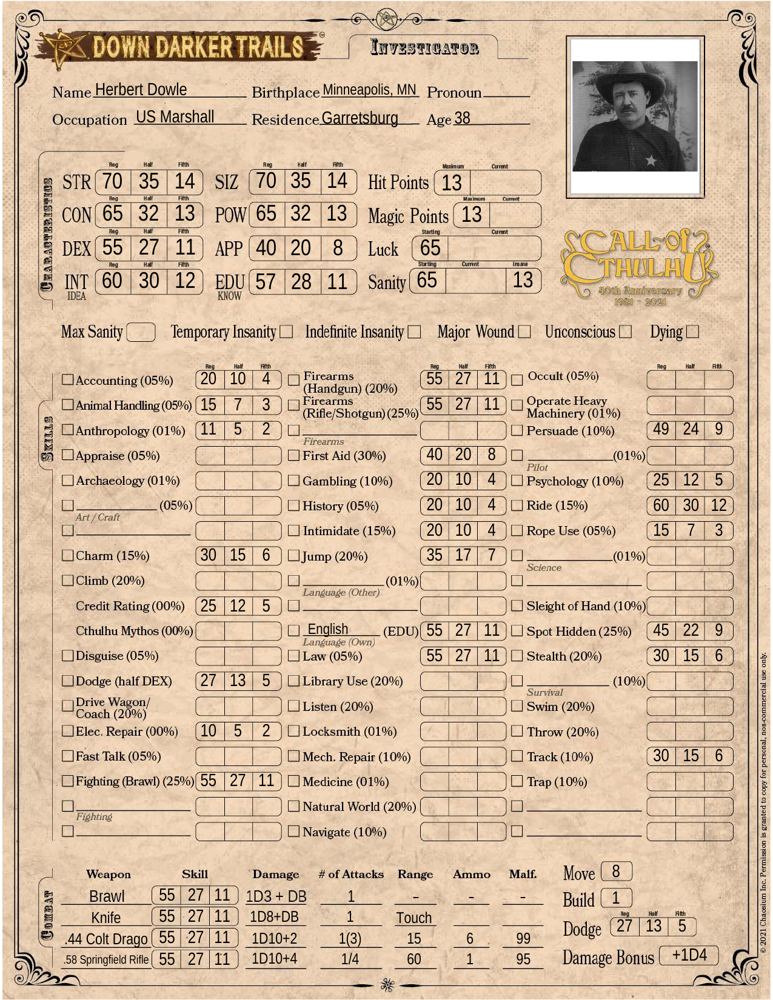 DOWN DARKER TRAILS
INVESTIGATOR
Name Herbert Dowle Birthplace Minneapolis, MN Pronoun
Occupation US Marshall Residence Garretsburg Age 38
CHARACTERISTICS
Reg Half Fifth Reg Half Fifth Maximum Current
STR 70 35 14 SIZ 70 35 14 Hit Points 13
Reg Half Fifth Reg Half Fifth Maximum Current
CON 65 32 13 POW 65 32 13 Magic Points 13
Reg Half Fifth Reg Half Fifth Starting Current
DEX 55 27 11 APP 40 20 8 Luck 65
Reg Half Fifth Reg Half Fifth Starting Current Insane
INT 60 30 12 EDU 57 28 11 Sanity 65 13
IDEA KNOW
CALL of CTHULHU
40th Anniversary
1981 - 2021
Max Sanity Temporary Insanity Indefinite Insanity Major Wound Unconscious Dying
SKILLS
Reg Half Fifth
Accounting (05%) 20 10 4
Animal Handling (05%) 15 7 3
Anthropology (01%) 11 5 2
Appraise (05%)
Archaeology (01%)
(05%)
Art / Craft
Charm (15%) 30 15 6
Climb (20%)
Credit Rating (00%) 25 12 5
Cthulhu Mythos (00%)
Disguise (05%)
Dodge (half DEX) 27 13 5
Drive Wagon/
Coach (20%)
Elec. Repair (00%) 10 5 2
Fast Talk (05%)
Fighting (Brawl) (25%) 55 27 11
Fighting
Reg Half Fifth
Firearms
(Handgun) (20%) 55 27 11
Firearms
(Rifle/Shotgun) (25%) 55 27 11
Firearms
First Aid (30%) 40 20 8
Gambling (10%) 20 10 4
History (05%) 20 10 4
Intimidate (15%) 20 10 4
Jump (20%) 35 17 7
(01%)
Language (Other)
English (EDU) 55 27 11
Language (Own)
Law (05%) 55 27 11
Library Use (20%)
Listen (20%)
Locksmith (01%)
Mech. Repair (10%)
Medicine (01%)
Natural World (20%)
Navigate (10%)
Reg Half Fifth
Occult (05%)
Operate Heavy
Machinery (01%)
Persuade (10%) 49 24 9
(01%)
Pilot
Psychology (10%) 25 12 5
Ride (15%) 60 30 12
Rope Use (05%) 15 7 3
(01%)
Science
Sleight of Hand (10%)
Spot Hidden (25%) 45 22 9
Stealth (20%) 30 15 6
(10%)
Survival
Swim (20%)
Throw (20%)
Track (10%) 30 15 6
Trap (10%)
COMBAT
Weapon Skill Damage # of Attacks Range Ammo Malf.
Brawl 55 27 11 1D3 + DB 1 - - -
Knife 55 27 11 1D8+DB 1 Touch
.44 Colt Drago 55 27 11 1D10+2 1(3) 15 6 99
.58 Springfield Rifle 55 27 11 1D10+4 1/4 60 1 95
Move 8
Build 1
Reg Half Fifth
Dodge 27 13 5
Damage Bonus +1D4
© 2021 Chaosium Inc. Permission is granted to copy for personal, non-commercial use only.